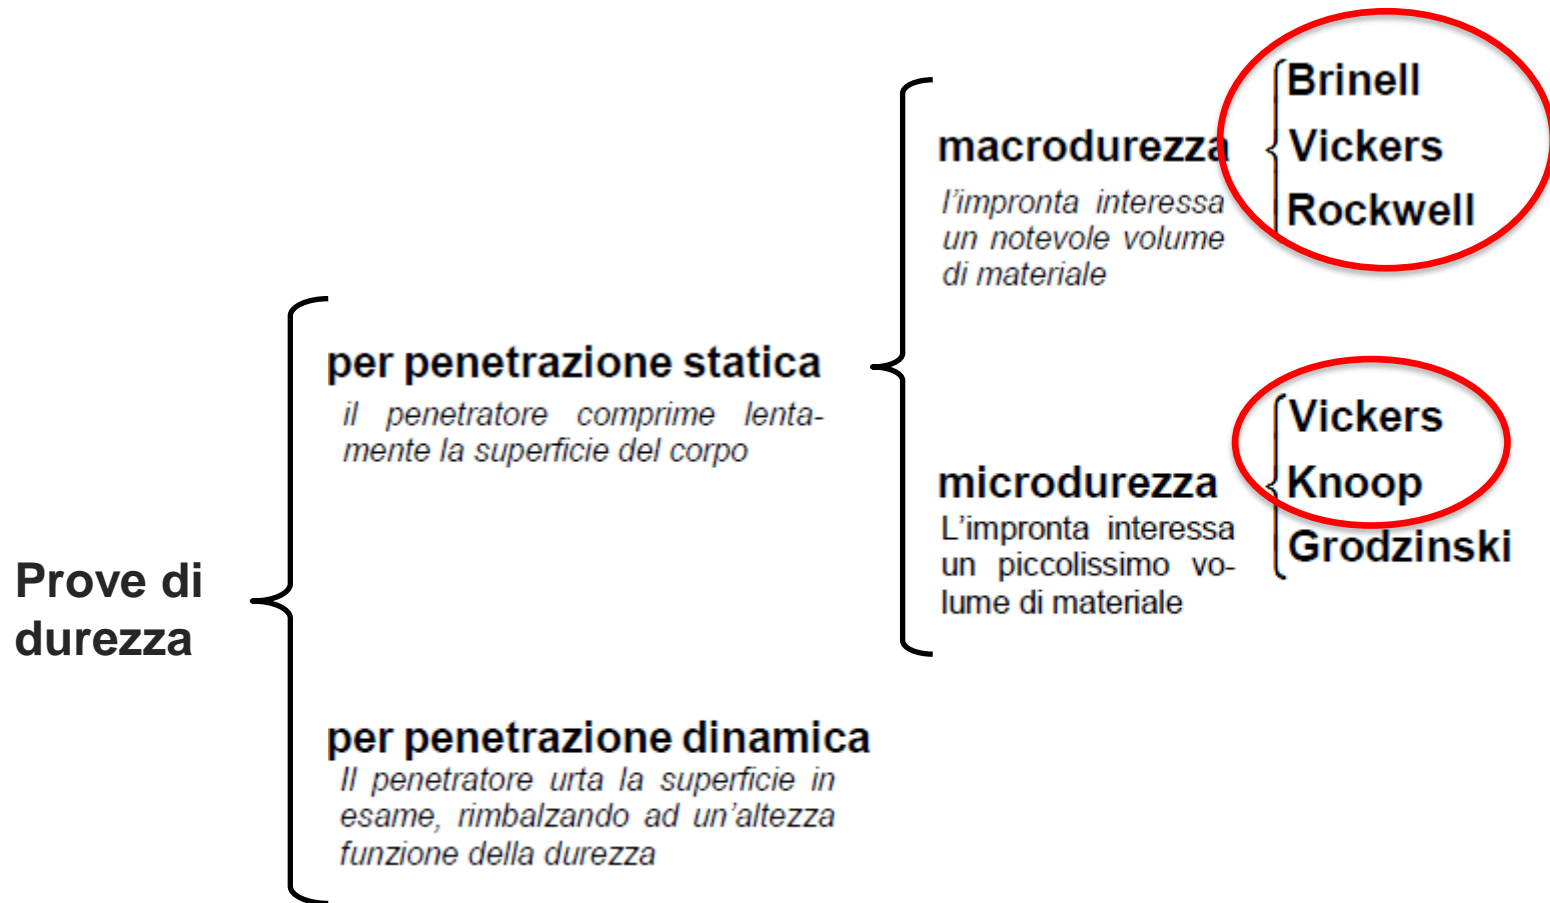 Prove di
durezza
per penetrazione statica
il penetratore comprime lenta-
mente la superficie del corpo
macrodurezza
l'impronta interessa
un notevole volume
di materiale
Brinell
Vickers
Rockwell
microdurezza
L'impronta interessa
un piccolissimo vo-
lume di materiale
Vickers
Knoop
Grodzinski
per penetrazione dinamica
Il penetratore urta la superficie in
esame, rimbalzando ad un'altezza
funzione della durezza